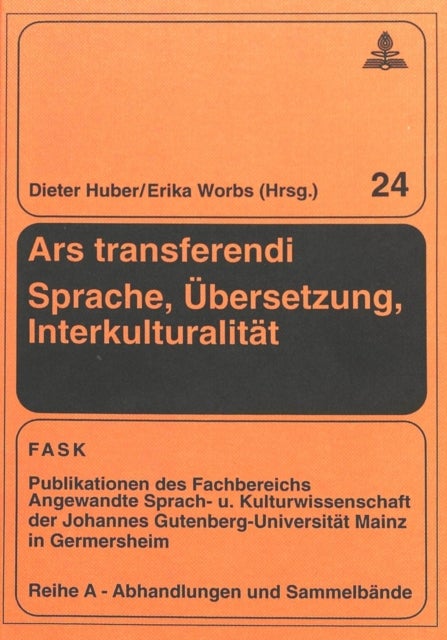 Dieter Huber/Erika Worbs (Hrsg.) 24
Ars transferendi
Sprache, Übersetzung,
Interkulturalität
FASK
Publikationen des Fachbereichs
Angewandte Sprach- u. Kulturwissenschaft
der Johannes Gutenberg-Universität Mainz
in Germersheim
Reihe A - Abhandlungen und Sammelbände